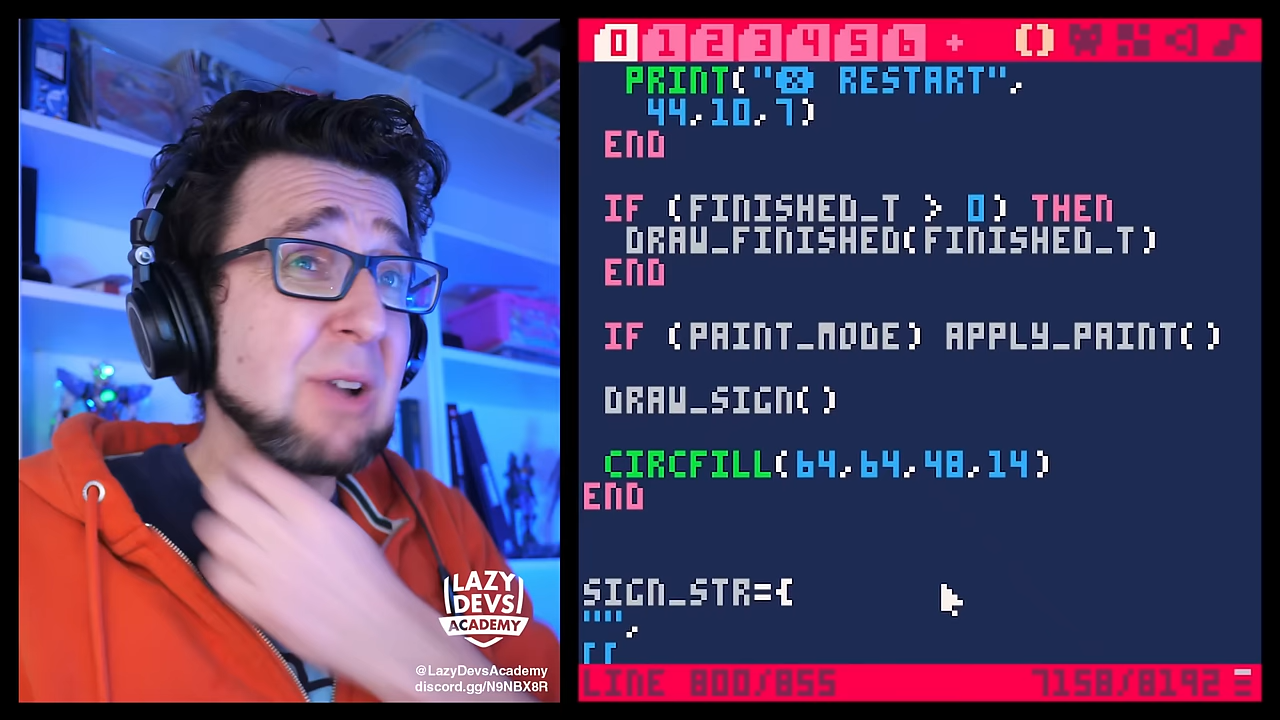 LAZY
DEVS
ACADEMY
@LazyDevsAcademy
discord.gg/N9NBX8R
0 1 2 3 4 5 6 + ()
PRINT("🅾️ RESTART",
44,10,7)
END
IF (FINISHED_T > 0) THEN
DRAW_FINISHED(FINISHED_T)
END
IF (PAINT_MODE) APPLY_PAINT()
DRAW_SIGN()
CIRCFILL(64,64,48,14)
END
SIGN_STR={
"",
[[
LINE 800/855
7158/8192